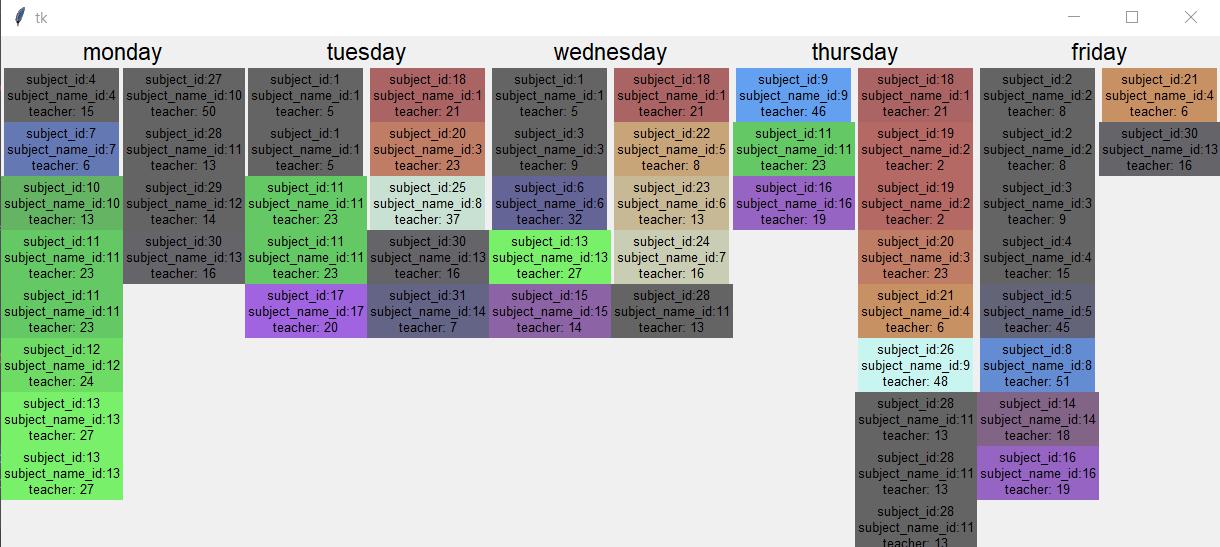 tk
monday
tuesday
wednesday
thursday
friday
subject_id:4
subject_name_id:4
teacher: 15
subject_id:7
subject_name_id:7
teacher: 6
subject_id:10
subject_name_id:10
teacher: 13
subject_id:11
subject_name_id:11
teacher: 23
subject_id:11
subject_name_id:11
teacher: 23
subject_id:12
subject_name_id:12
teacher: 24
subject_id:13
subject_name_id:13
teacher: 27
subject_id:13
subject_name_id:13
teacher: 27
subject_id:27
subject_name_id:10
teacher: 50
subject_id:28
subject_name_id:11
teacher: 13
subject_id:29
subject_name_id:12
teacher: 14
subject_id:30
subject_name_id:13
teacher: 16
subject_id:1
subject_name_id:1
teacher: 5
subject_id:1
subject_name_id:1
teacher: 5
subject_id:11
subject_name_id:11
teacher: 23
subject_id:11
subject_name_id:11
teacher: 23
subject_id:17
subject_name_id:17
teacher: 20
subject_id:18
subject_name_id:1
teacher: 21
subject_id:20
subject_name_id:3
teacher: 23
subject_id:25
subject_name_id:8
teacher: 37
subject_id:30
subject_name_id:13
teacher: 16
subject_id:31
subject_name_id:14
teacher: 7
subject_id:1
subject_name_id:1
teacher: 5
subject_id:3
subject_name_id:3
teacher: 9
subject_id:6
subject_name_id:6
teacher: 32
subject_id:13
subject_name_id:13
teacher: 27
subject_id:15
subject_name_id:15
teacher: 14
subject_id:18
subject_name_id:1
teacher: 21
subject_id:22
subject_name_id:5
teacher: 8
subject_id:23
subject_name_id:6
teacher: 13
subject_id:24
subject_name_id:7
teacher: 16
subject_id:28
subject_name_id:11
teacher: 13
subject_id:9
subject_name_id:9
teacher: 46
subject_id:11
subject_name_id:11
teacher: 23
subject_id:16
subject_name_id:16
teacher: 19
subject_id:18
subject_name_id:1
teacher: 21
subject_id:19
subject_name_id:2
teacher: 2
subject_id:19
subject_name_id:2
teacher: 2
subject_id:20
subject_name_id:3
teacher: 23
subject_id:21
subject_name_id:4
teacher: 6
subject_id:26
subject_name_id:9
teacher: 48
subject_id:28
subject_name_id:11
teacher: 13
subject_id:28
subject_name_id:11
teacher: 13
subject_id:28
subject_name_id:11
teacher: 13
subject_id:2
subject_name_id:2
teacher: 8
subject_id:2
subject_name_id:2
teacher: 8
subject_id:3
subject_name_id:3
teacher: 9
subject_id:4
subject_name_id:4
teacher: 15
subject_id:5
subject_name_id:5
teacher: 45
subject_id:8
subject_name_id:8
teacher: 51
subject_id:14
subject_name_id:14
teacher: 18
subject_id:16
subject_name_id:16
teacher: 19
subject_id:21
subject_name_id:4
teacher: 6
subject_id:30
subject_name_id:13
teacher: 16